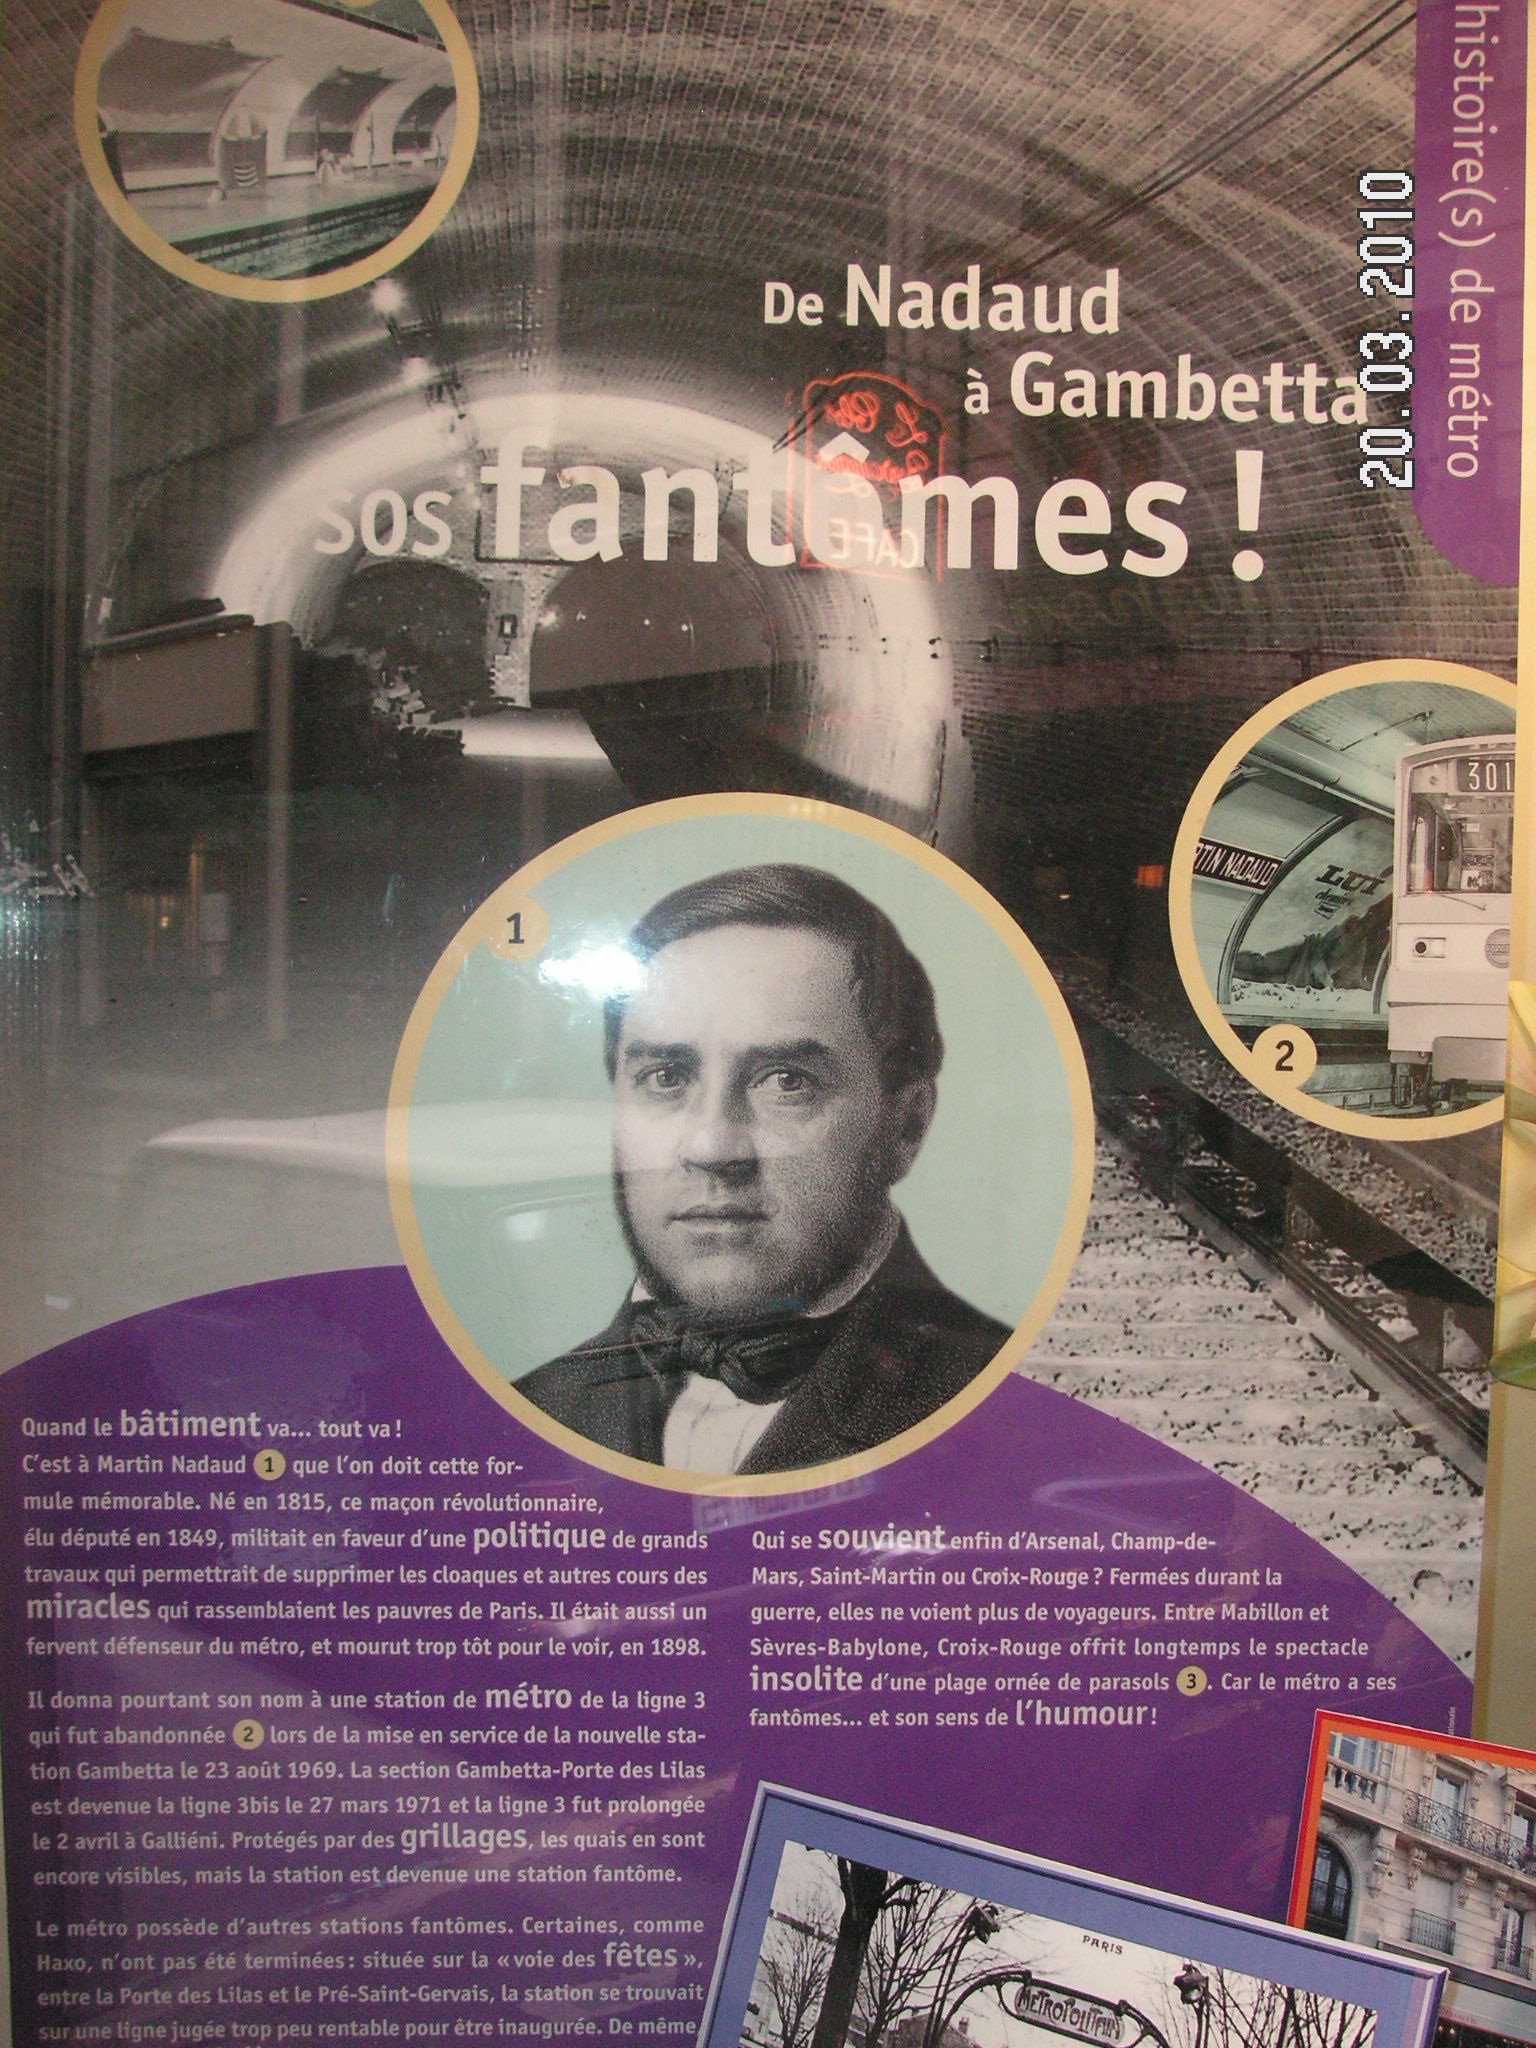 histoire(s) de métro
20.03.2010
De Nadaud
à Gambetta
sos fantômes !
CAFE
301
TIN NADAUD
LUI
2
1
Quand le bâtiment va... tout va !
C'est à Martin Nadaud 1 que l'on doit cette for-
mule mémorable. Né en 1815, ce maçon révolutionnaire,
élu député en 1849, militait en faveur d'une politique de grands
travaux qui permettrait de supprimer les cloaques et autres cours des
miracles qui rassemblaient les pauvres de Paris. Il était aussi un
fervent défenseur du métro, et mourut trop tôt pour le voir, en 1898.
Il donna pourtant son nom à une station de métro de la ligne 3
qui fut abandonnée 2 lors de la mise en service de la nouvelle sta-
tion Gambetta le 23 août 1969. La section Gambetta-Porte des Lilas
est devenue la ligne 3bis le 27 mars 1971 et la ligne 3 fut prolongée
le 2 avril à Galliéni. Protégés par des grillages, les quais en sont
encore visibles, mais la station est devenue une station fantôme.
Le métro possède d'autres stations fantômes. Certaines, comme
Haxo, n'ont pas été terminées : située sur la « voie des fêtes »,
entre la Porte des Lilas et le Pré-Saint-Gervais, la station se trouvait
sur une ligne jugée trop peu rentable pour être inaugurée. De même
Qui se souvient enfin d'Arsenal, Champ-de-
Mars, Saint-Martin ou Croix-Rouge ? Fermées durant la
guerre, elles ne voient plus de voyageurs. Entre Mabillon et
Sèvres-Babylone, Croix-Rouge offrit longtemps le spectacle
insolite d'une plage ornée de parasols 3. Car le métro a ses
fantômes... et son sens de l'humour !
PARIS
METROPOLITAIN